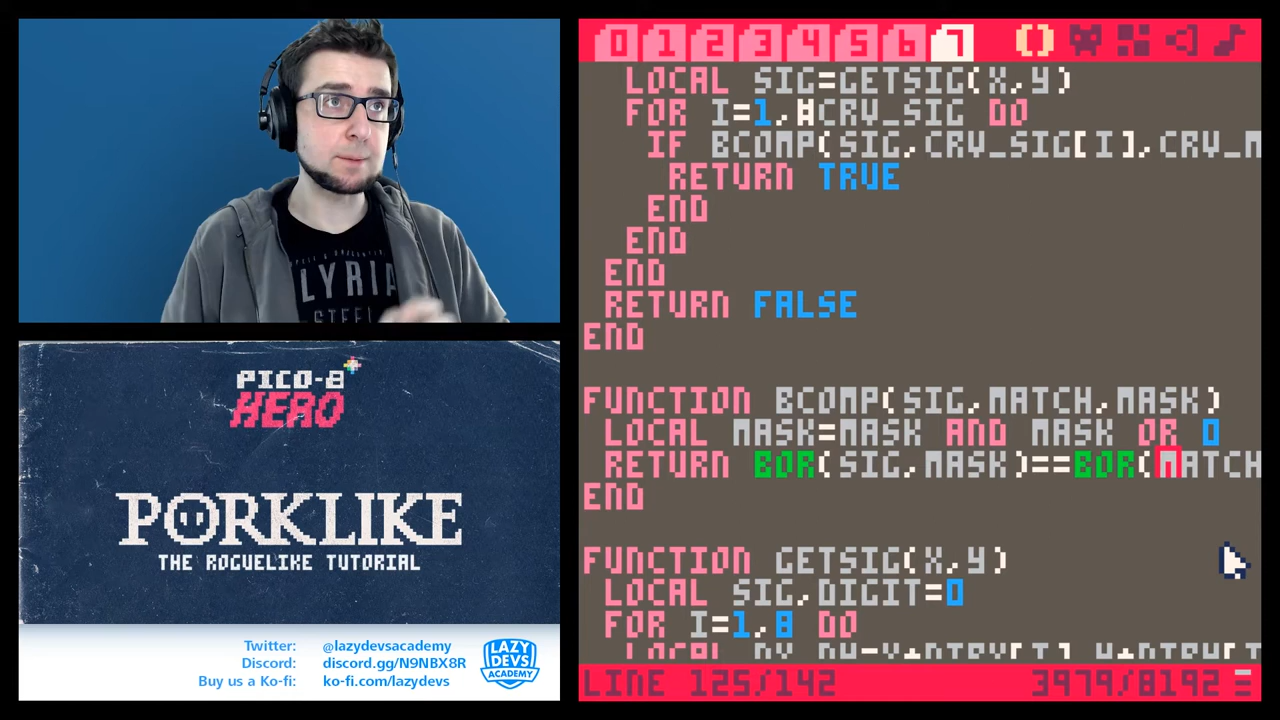 LYRIA
STEEL
PICO-8
HERO
PORKLIKE
THE ROGUELIKE TUTORIAL
Twitter: @lazydevsacademy
Discord: discord.gg/N9NBX8R
Buy us a Ko-fi: ko-fi.com/lazydevs
LAZY
DEVS
ACADEMY
0 1 2 3 4 5 6 7 ()
LOCAL SIG=GETSIG(X,Y)
FOR I=1,#CRV_SIG DO
IF BCOMP(SIG,CRV_SIG[I],CRV_M
RETURN TRUE
END
END
END
RETURN FALSE
END
FUNCTION BCOMP(SIG,MATCH,MASK)
LOCAL MASK=MASK AND MASK OR 0
RETURN BOR(SIG,MASK)==BOR(MATCH
END
FUNCTION GETSIG(X,Y)
LOCAL SIG,DIGIT=0
FOR I=1,8 DO
LINE 125/142 3979/8192